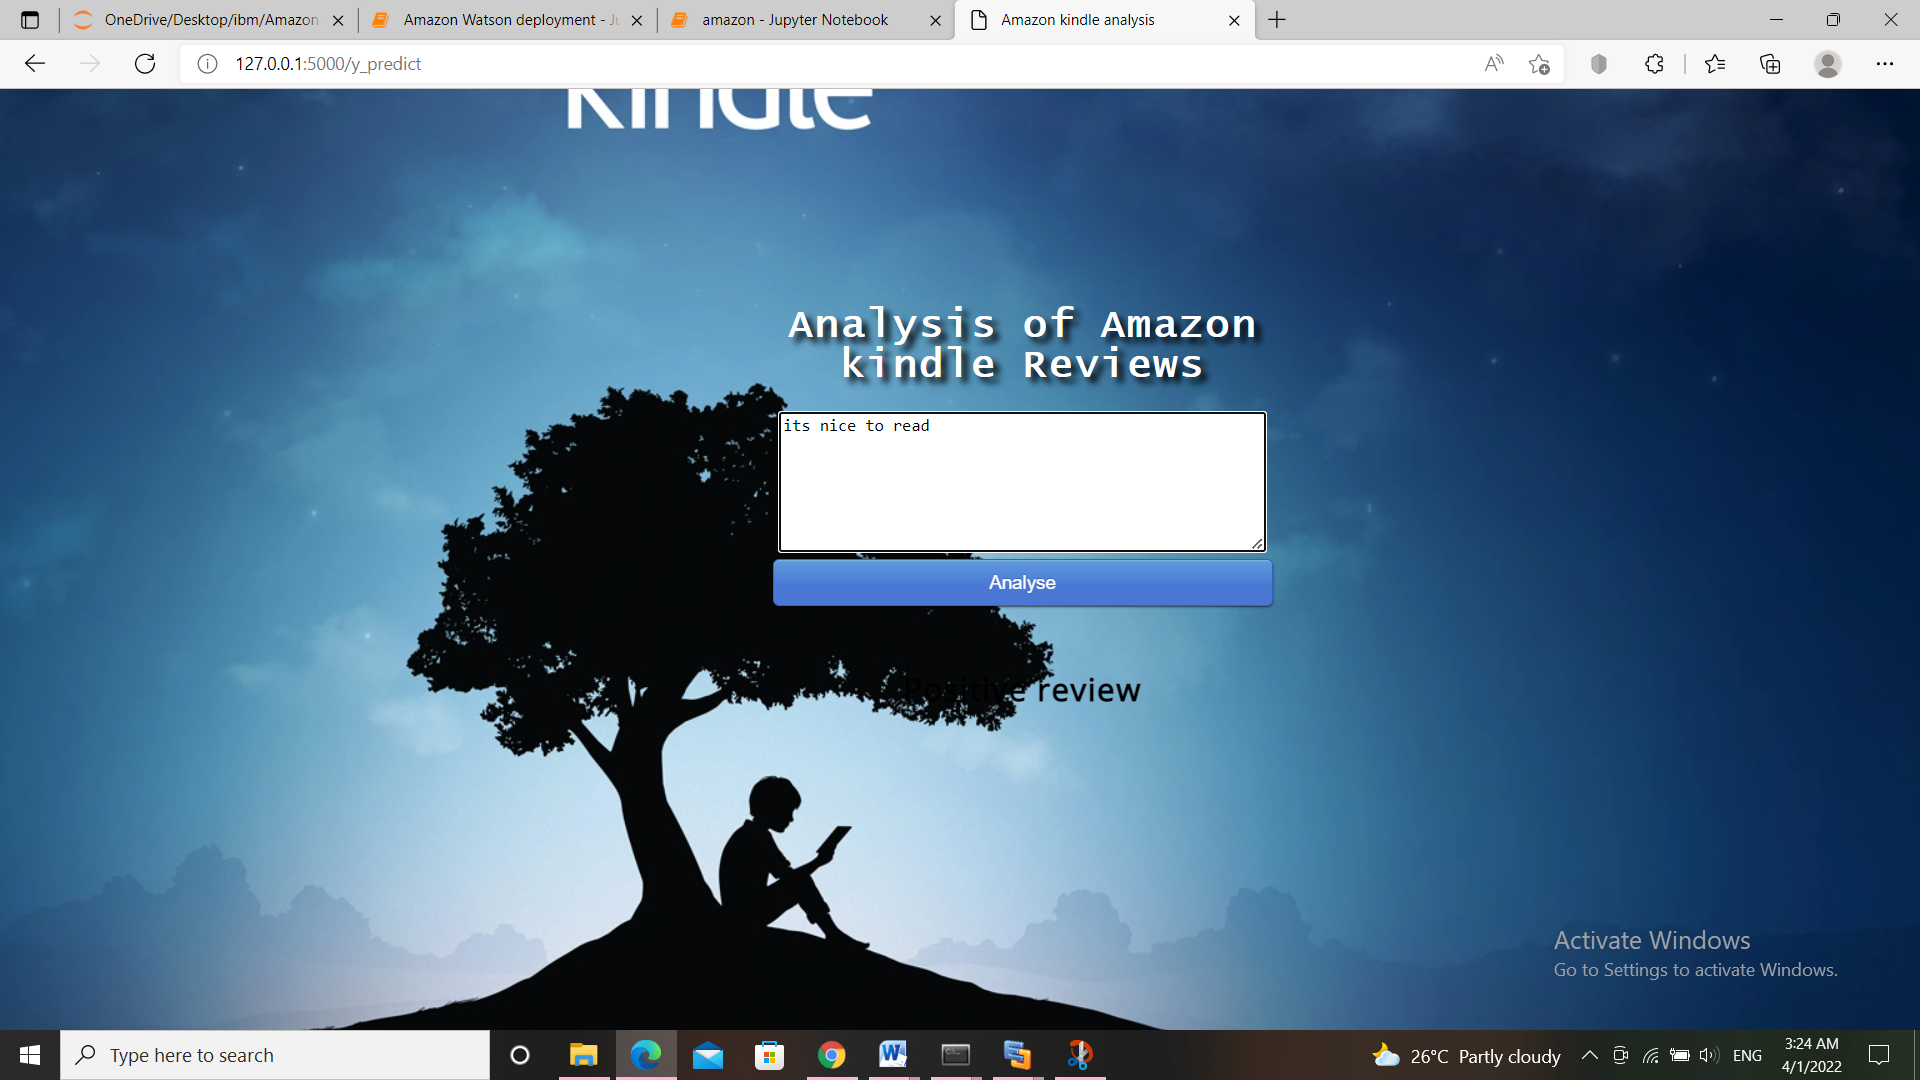 OneDrive/Desktop/ibm/Amazon
Amazon Watson deployment - Ju
amazon - Jupyter Notebook
Amazon kindle analysis
127.0.0.1:5000/y_predict
kindle
Analysis of Amazon
kindle Reviews
its nice to read
Analyse
Positive review
Activate Windows
Go to Settings to activate Windows.
Type here to search
26°C Partly cloudy
ENG
3:24 AM
4/1/2022